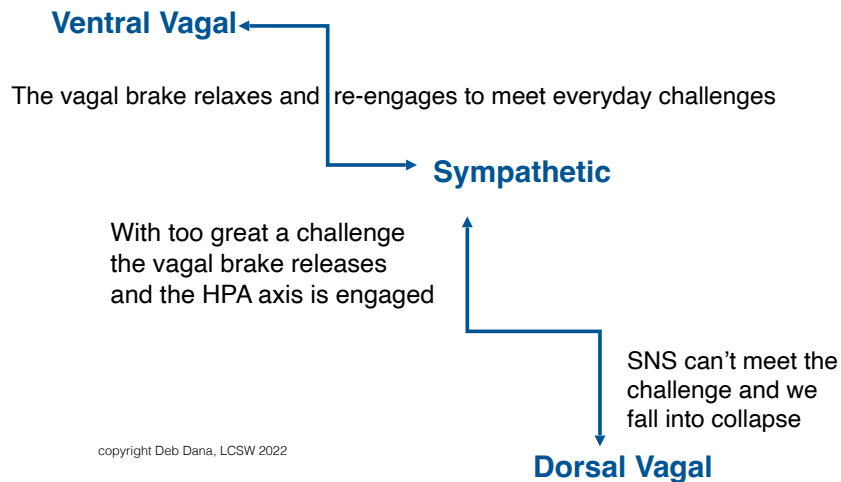 Ventral Vagal
The vagal brake relaxes and re-engages to meet everyday challenges
Sympathetic
With too great a challenge
the vagal brake releases
and the HPA axis is engaged
SNS can’t meet the
challenge and we
fall into collapse
copyright Deb Dana, LCSW 2022
Dorsal Vagal